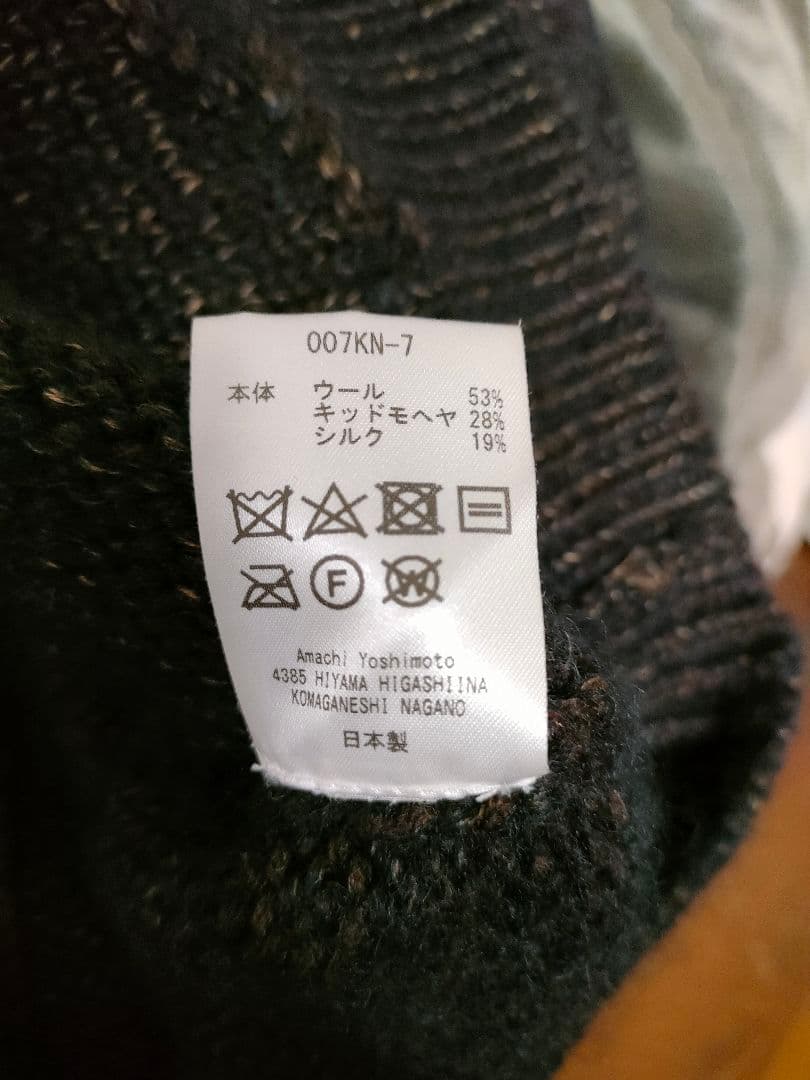 007KN-7
本体 ウール 53%
キッドモヘヤ 28%
シルク 19%
F W
Amachi Yoshimoto
4385 HIYAMA HIGASHIINA
KOMAGANESHI NAGANO
日本製